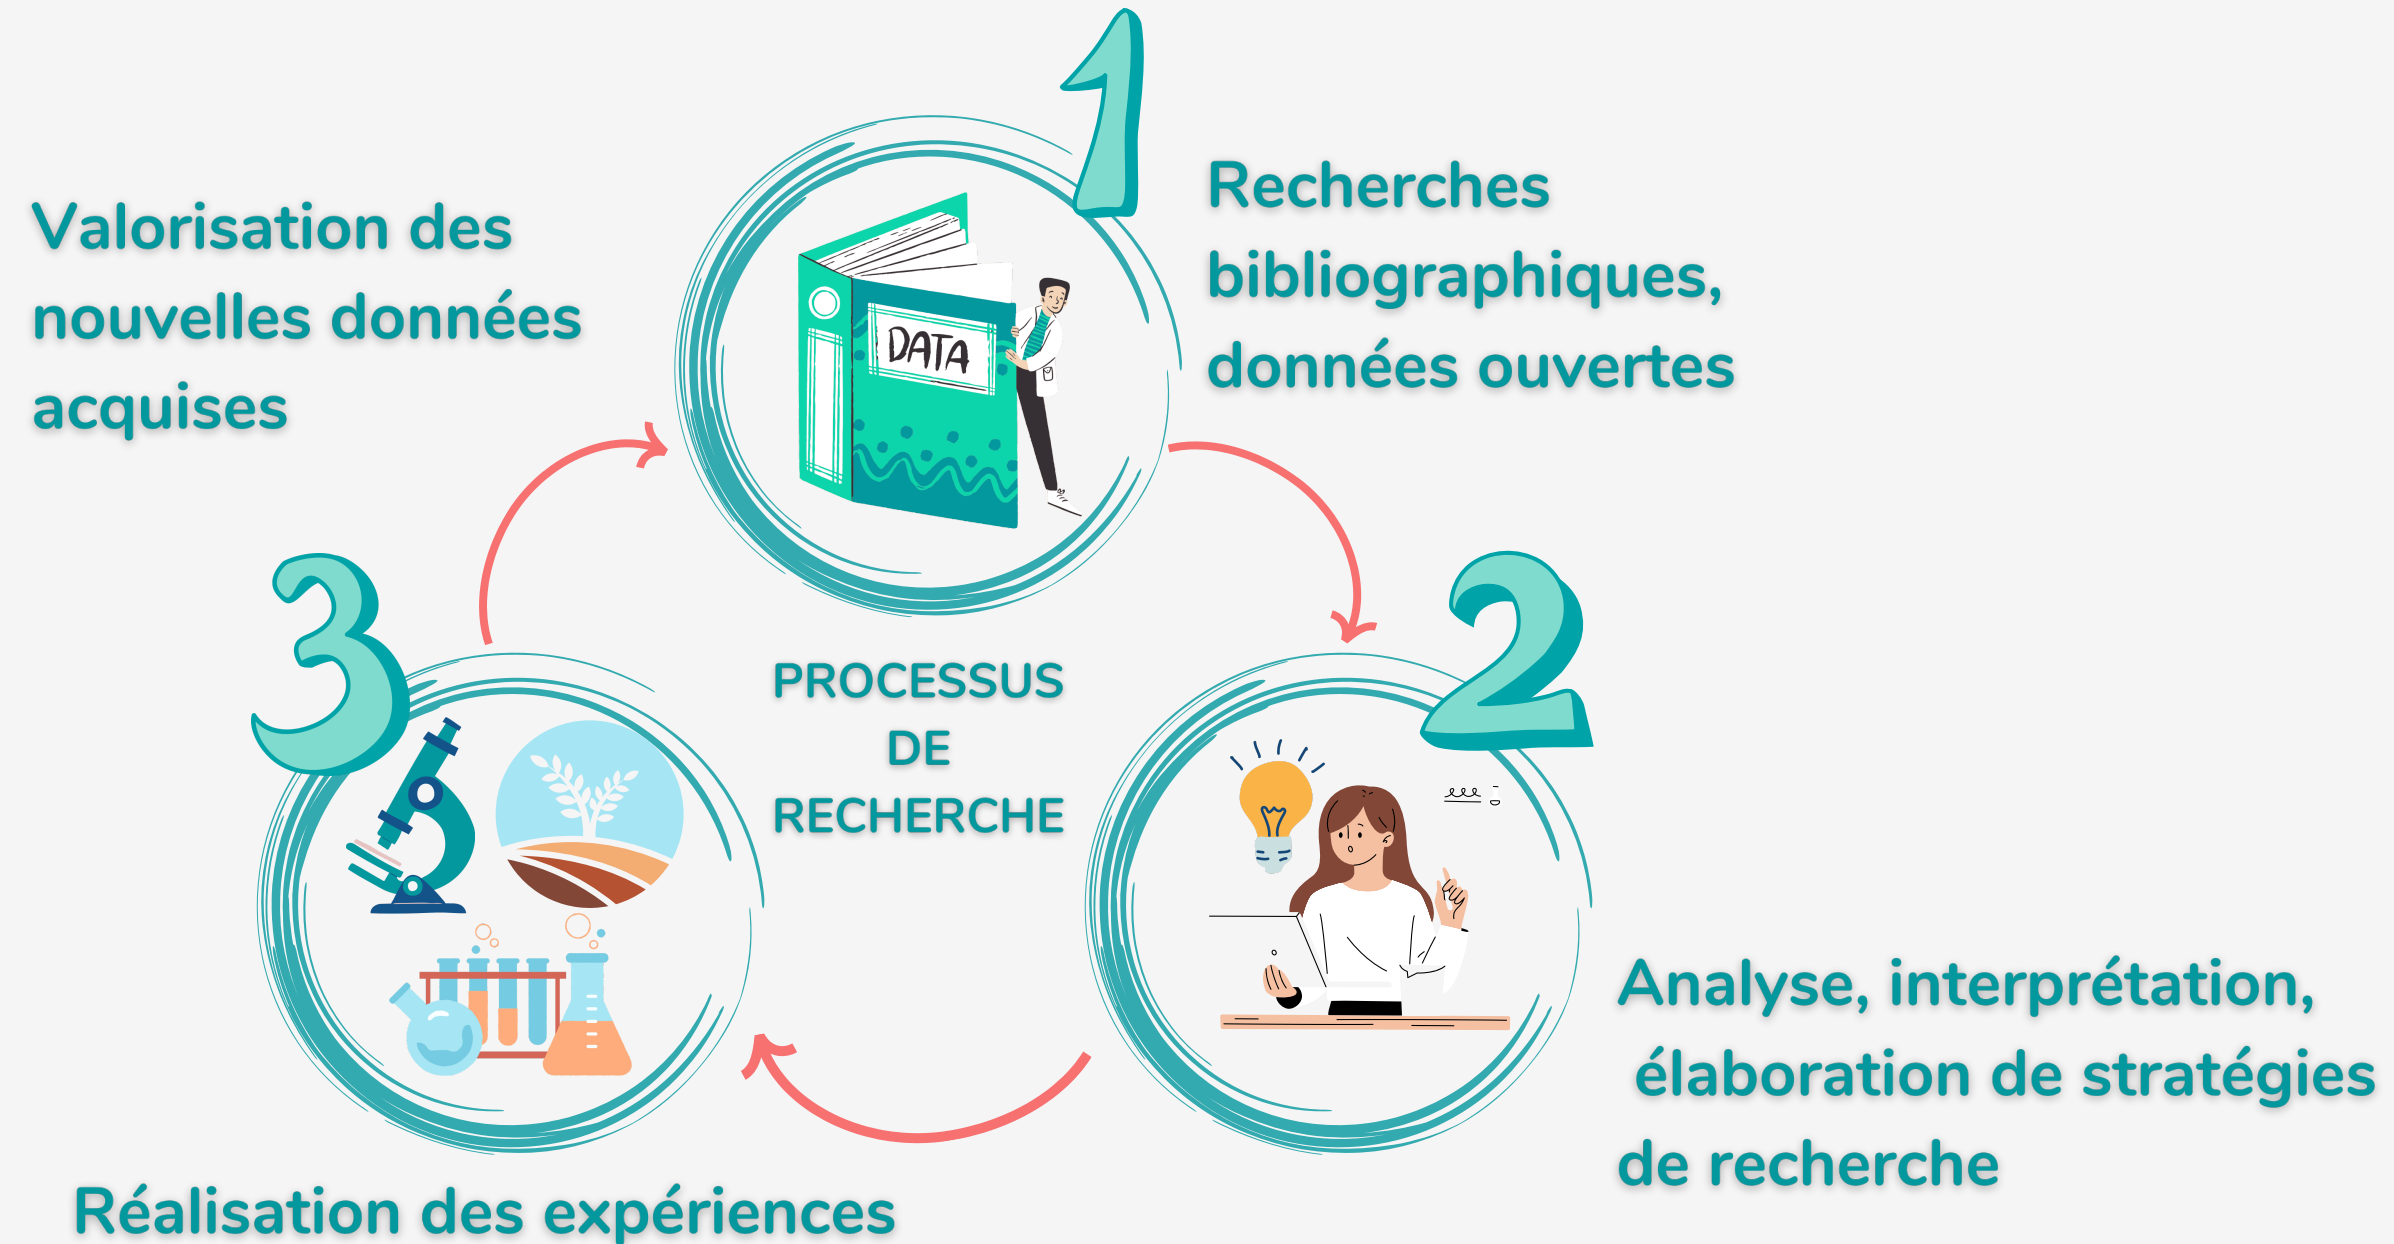 1
Recherches
bibliographiques,
données ouvertes
DATA
Valorisation des
nouvelles données
acquises
2
3
PROCESSUS
DE
RECHERCHE
Analyse, interprétation,
élaboration de stratégies
de recherche
Réalisation des expériences